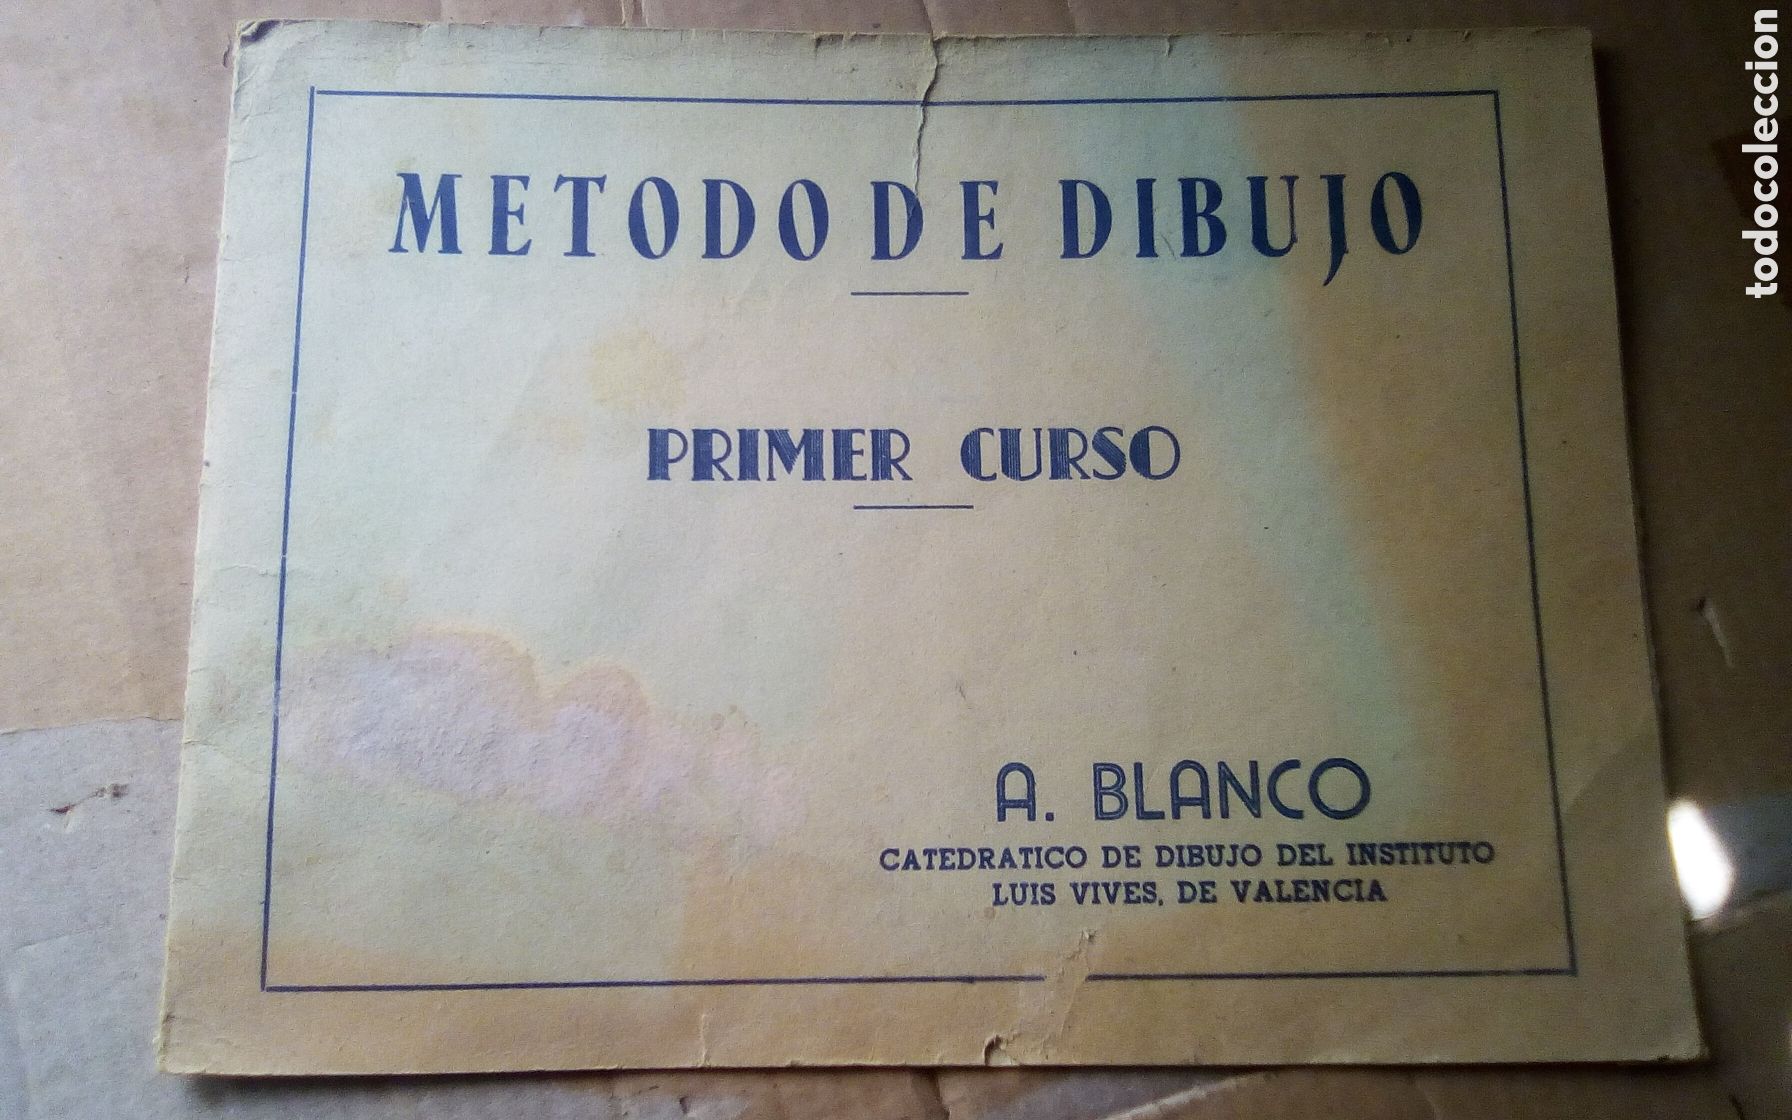 METODO DE DIBUJO
PRIMER CURSO
A. BLANCO
CATEDRATICO DE DIBUJO DEL INSTITUTO
LUIS VIVES, DE VALENCIA
todocoleccion